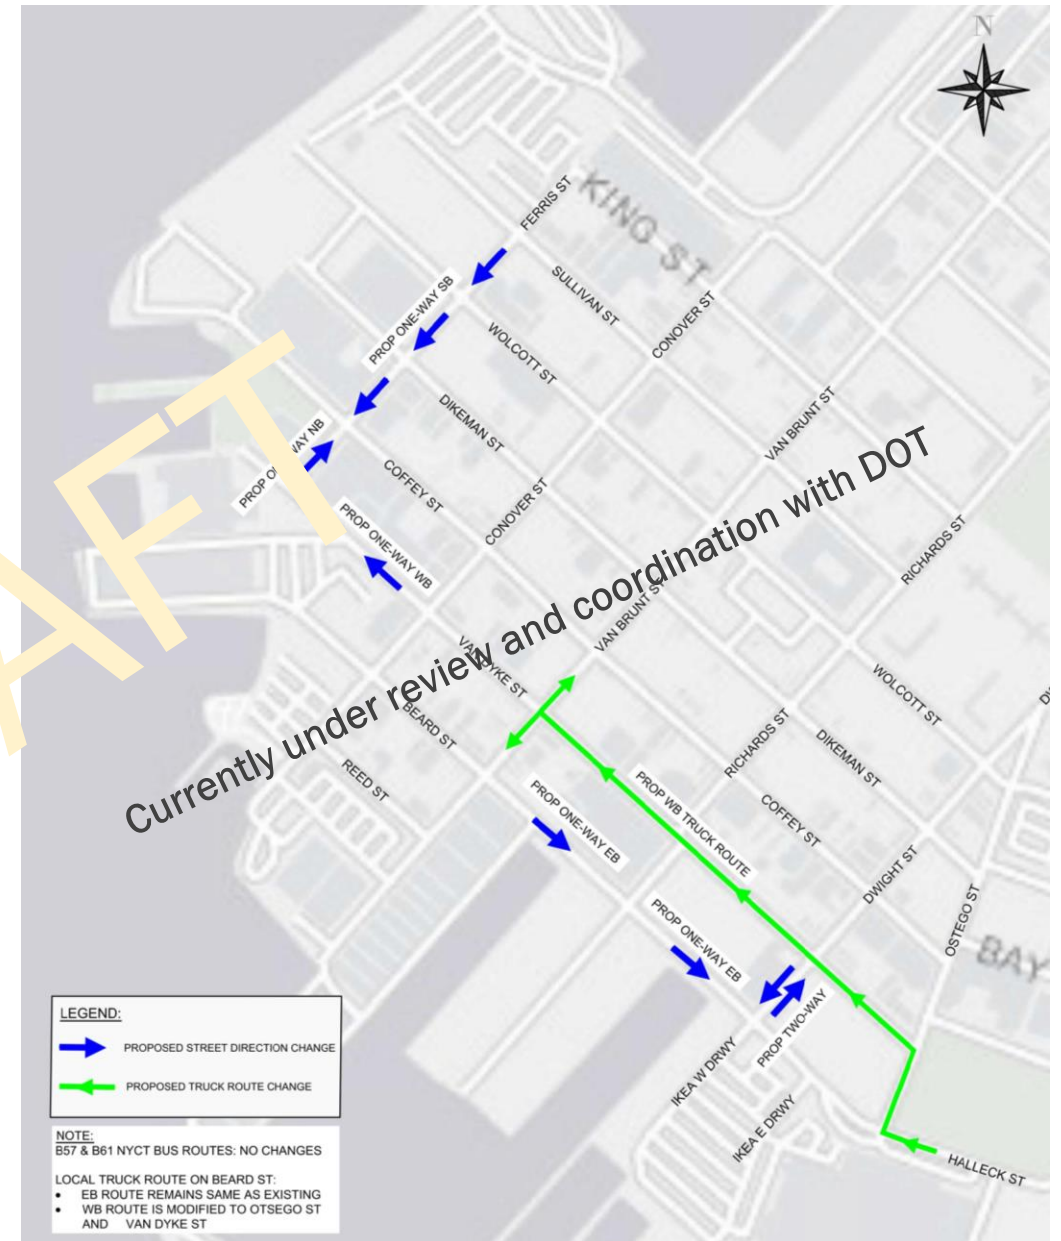 N
KING ST
FERRIS ST
SULLIVAN ST
CONOVER ST
PROP ONE-WAY SB
WOLCOTT ST
VAN BRUNT ST
DIKEMAN ST
PROP WAY NB
COFFEY ST
CONOVER ST
PROP ONE-WAY WB
RICHARDS ST
Currently under review and coordination with DOT
VAN BRUNT ST
VAN DYKE ST
WOLCOTT ST
BEARD ST
RICHARDS ST
DIKEMAN ST
REED ST
PROP WB TRUCK ROUTE
PROP ONE-WAY EB
COFFEY ST
DWIGHT ST
OSTEGO ST
PROP ONE-WAY EB
BAY
PROP TWO-WAY
IKEA W DRWY
IKEA E DRWY
HALLECK ST
AFT
LEGEND:
PROPOSED STREET DIRECTION CHANGE
PROPOSED TRUCK ROUTE CHANGE
NOTE:
B57 & B61 NYCT BUS ROUTES: NO CHANGES
LOCAL TRUCK ROUTE ON BEARD ST:
• EB ROUTE REMAINS SAME AS EXISTING
• WB ROUTE IS MODIFIED TO OTSEGO ST
AND VAN DYKE ST